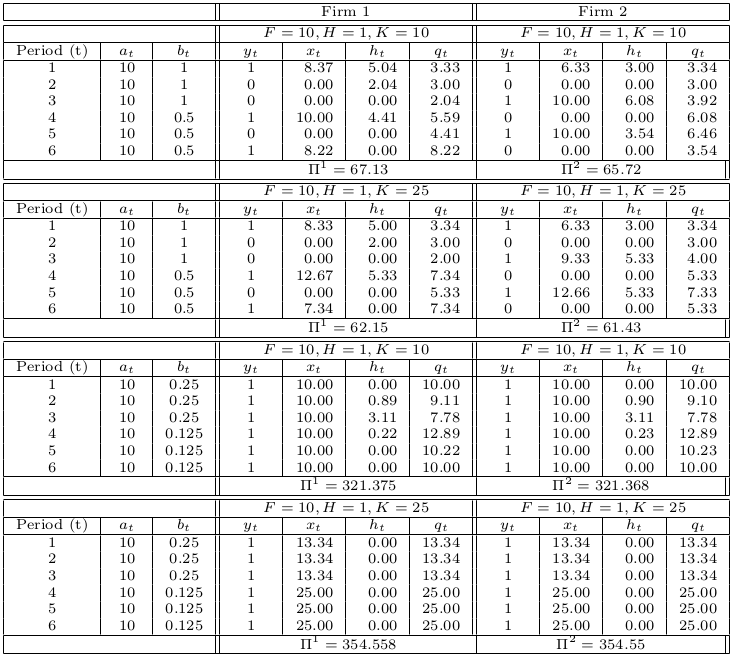 Firm 1 Firm 2
F = 10, H = 1, K = 10 F = 10, H = 1, K = 10
Period (t) a_t b_t y_t x_t h_t q_t y_t x_t h_t q_t
1 10 1 1 8.37 5.04 3.33 1 6.33 3.00 3.34
2 10 1 0 0.00 2.04 3.00 0 0.00 0.00 3.00
3 10 1 0 0.00 0.00 2.04 1 10.00 6.08 3.92
4 10 0.5 1 10.00 4.41 5.59 0 0.00 0.00 6.08
5 10 0.5 0 0.00 0.00 4.41 1 10.00 3.54 6.46
6 10 0.5 1 8.22 0.00 8.22 0 0.00 0.00 3.54
Π¹ = 67.13 Π² = 65.72
F = 10, H = 1, K = 25 F = 10, H = 1, K = 25
Period (t) a_t b_t y_t x_t h_t q_t y_t x_t h_t q_t
1 10 1 1 8.33 5.00 3.34 1 6.33 3.00 3.34
2 10 1 0 0.00 2.00 3.00 0 0.00 0.00 3.00
3 10 1 0 0.00 0.00 2.00 1 9.33 5.33 4.00
4 10 0.5 1 12.67 5.33 7.34 0 0.00 0.00 5.33
5 10 0.5 0 0.00 0.00 5.33 1 12.66 5.33 7.33
6 10 0.5 1 7.34 0.00 7.34 0 0.00 0.00 5.33
Π¹ = 62.15 Π² = 61.43
F = 10, H = 1, K = 10 F = 10, H = 1, K = 10
Period (t) a_t b_t y_t x_t h_t q_t y_t x_t h_t q_t
1 10 0.25 1 10.00 0.00 10.00 1 10.00 0.00 10.00
2 10 0.25 1 10.00 0.89 9.11 1 10.00 0.90 9.10
3 10 0.25 1 10.00 3.11 7.78 1 10.00 3.11 7.78
4 10 0.125 1 10.00 0.22 12.89 1 10.00 0.23 12.89
5 10 0.125 1 10.00 0.00 10.22 1 10.00 0.00 10.23
6 10 0.125 1 10.00 0.00 10.00 1 10.00 0.00 10.00
Π¹ = 321.375 Π² = 321.368
F = 10, H = 1, K = 25 F = 10, H = 1, K = 25
Period (t) a_t b_t y_t x_t h_t q_t y_t x_t h_t q_t
1 10 0.25 1 13.34 0.00 13.34 1 13.34 0.00 13.34
2 10 0.25 1 13.34 0.00 13.34 1 13.34 0.00 13.34
3 10 0.25 1 13.34 0.00 13.34 1 13.34 0.00 13.34
4 10 0.125 1 25.00 0.00 25.00 1 25.00 0.00 25.00
5 10 0.125 1 25.00 0.00 25.00 1 25.00 0.00 25.00
6 10 0.125 1 25.00 0.00 25.00 1 25.00 0.00 25.00
Π¹ = 354.558 Π² = 354.55